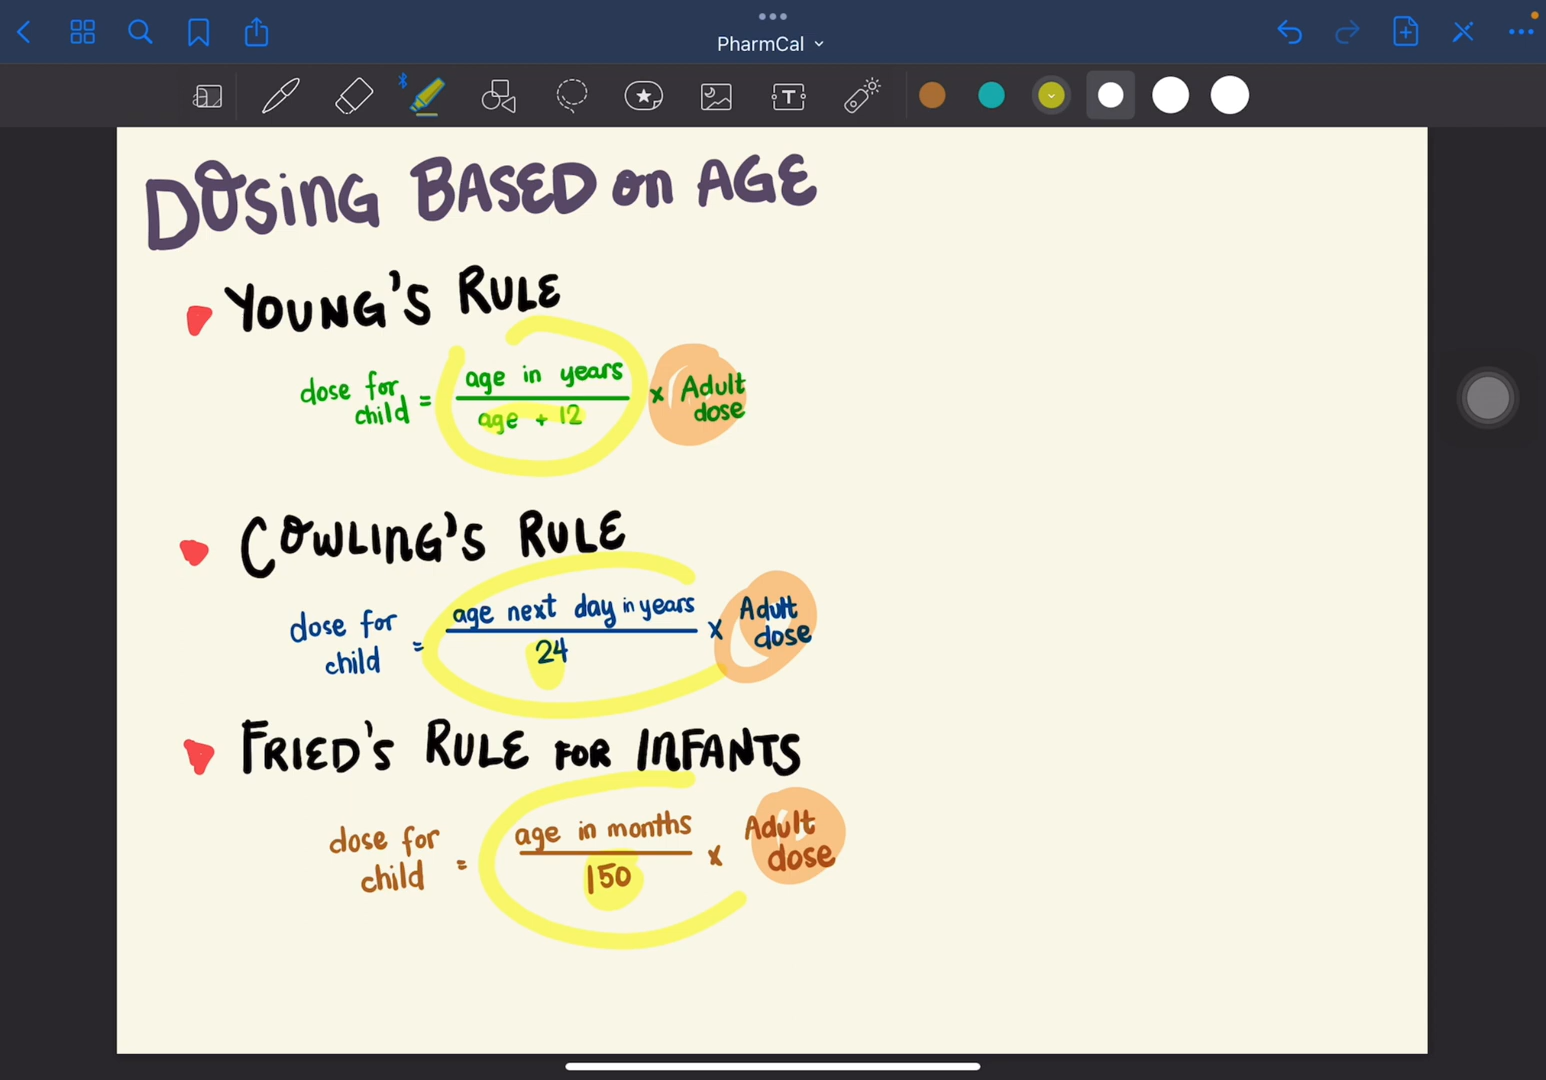 PharmCal
T
DOSING BASED on AGE
YOUNG'S RULE
dose for child = age in years / age + 12 x Adult dose
COWLING'S RULE
dose for child = age next day in years / 24 x Adult dose
FRIED'S RULE FOR INFANTS
dose for child = age in months / 150 x Adult dose